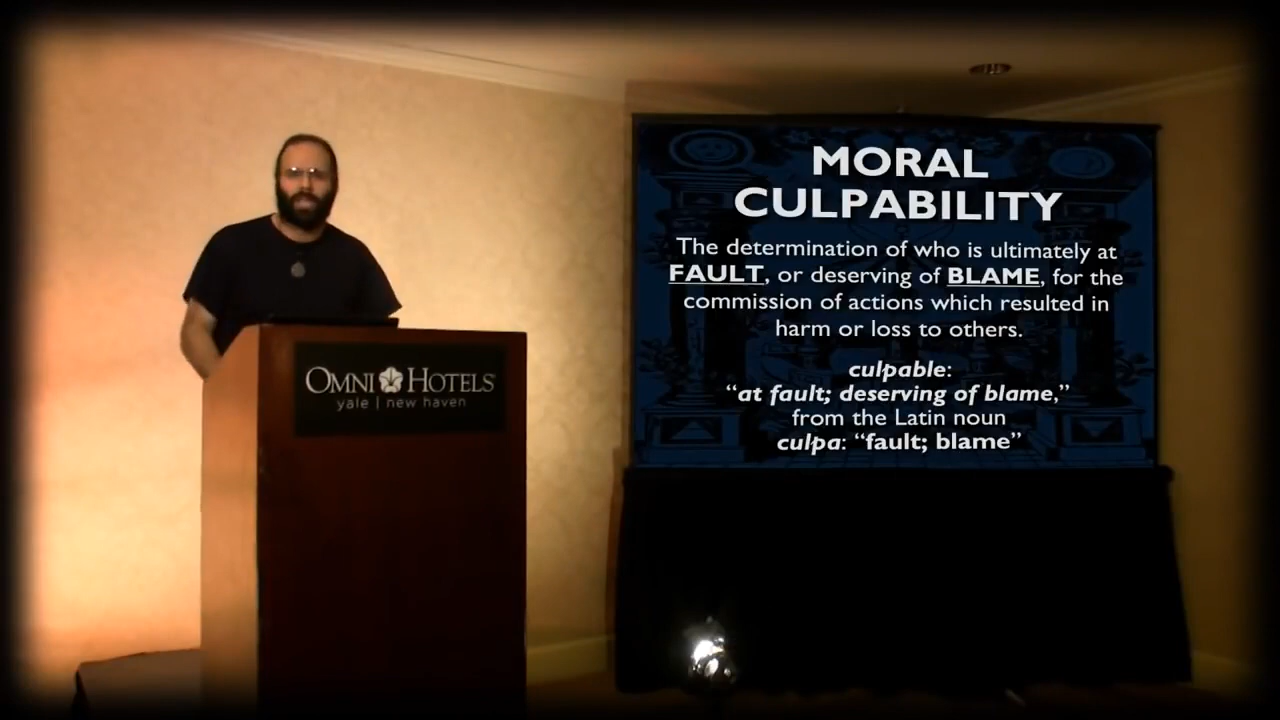 OMNI HOTELS
yale | new haven
MORAL
CULPABILITY
The determination of who is ultimately at
FAULT, or deserving of BLAME, for the
commission of actions which resulted in
harm or loss to others.
culpable:
“at fault; deserving of blame,”
from the Latin noun
culpa: “fault; blame”